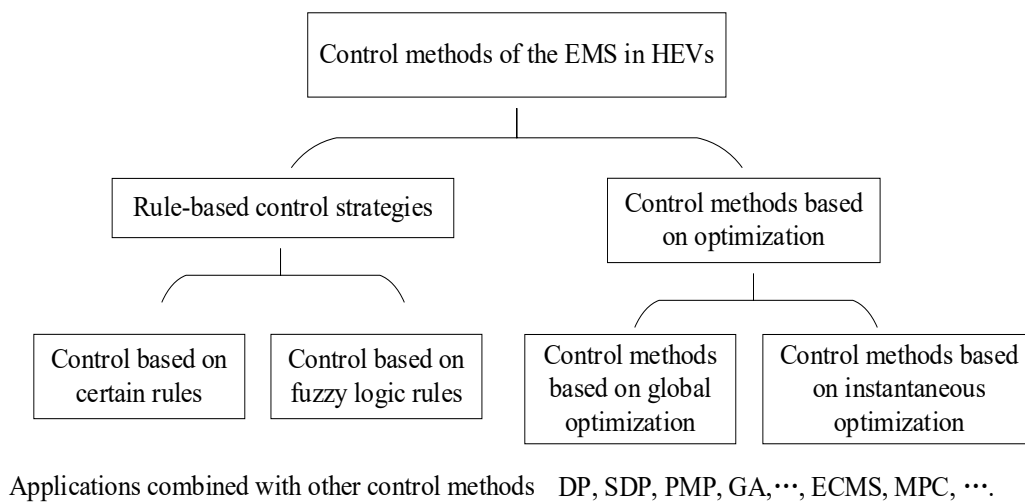 Control methods of the EMS in HEVs
Rule-based control strategies
Control methods based
on optimization
Control based on
certain rules
Control based on
fuzzy logic rules
Control methods
based on global
optimization
Control methods based
on instantaneous
optimization
Applications combined with other control methods DP, SDP, PMP, GA,⋯, ECMS, MPC, ⋯.